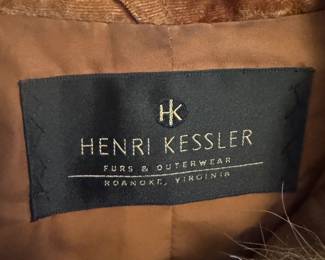 HK
HENRI KESSLER
FURS & OUTERWEAR
ROANOKE, VIRGINIA